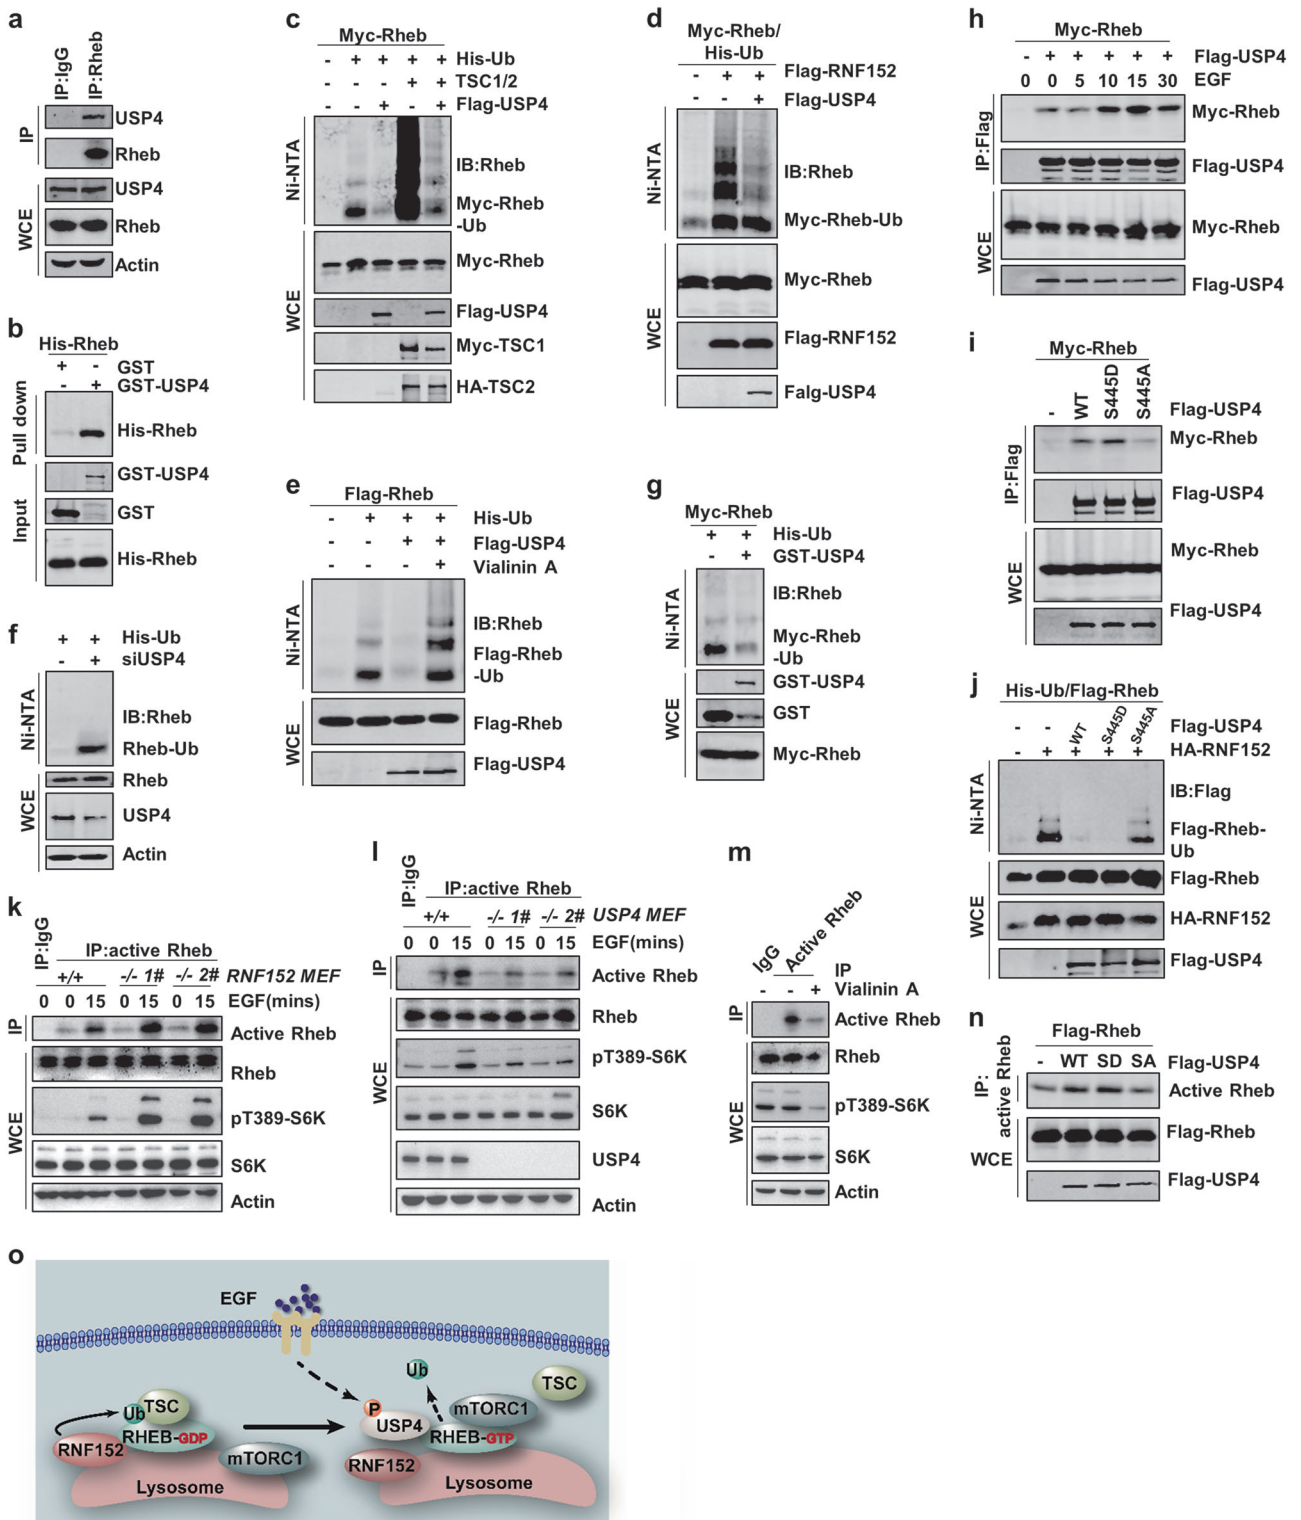 a
IP:IgG
IP:Rheb
IP
USP4
Rheb
WCE
USP4
Rheb
Actin
b
His-Rheb
+ - GST
- + GST-USP4
Pull down
His-Rheb
Input
GST-USP4
GST
His-Rheb
c
Myc-Rheb
- + + + + His-Ub
- - - + + TSC1/2
- - + - + Flag-USP4
Ni-NTA
IB:Rheb
Myc-Rheb
-Ub
WCE
Myc-Rheb
Flag-USP4
Myc-TSC1
HA-TSC2
d
Myc-Rheb/
His-Ub
- + + Flag-RNF152
- - + Flag-USP4
Ni-NTA
IB:Rheb
Myc-Rheb-Ub
WCE
Myc-Rheb
Flag-RNF152
Falg-USP4
e
Flag-Rheb
- + + + His-Ub
- - + + Flag-USP4
- - - + Vialinin A
Ni-NTA
IB:Rheb
Flag-Rheb
-Ub
WCE
Flag-Rheb
Flag-USP4
f
+ + His-Ub
- + siUSP4
Ni-NTA
IB:Rheb
Rheb-Ub
WCE
Rheb
USP4
Actin
g
Myc-Rheb
+ + His-Ub
- + GST-USP4
Ni-NTA
IB:Rheb
Myc-Rheb
-Ub
WCE
GST-USP4
GST
Myc-Rheb
h
Myc-Rheb
- + + + + + Flag-USP4
0 0 5 10 15 30 EGF
IP:Flag
Myc-Rheb
Flag-USP4
WCE
Myc-Rheb
Flag-USP4
i
Myc-Rheb
- WT S445D S445A Flag-USP4
IP:Flag
Myc-Rheb
Flag-USP4
WCE
Myc-Rheb
Flag-USP4
j
His-Ub/Flag-Rheb
- - WT S445D S445A Flag-USP4
- + + + + HA-RNF152
Ni-NTA
IB:Flag
Flag-Rheb-
Ub
WCE
Flag-Rheb
HA-RNF152
Flag-USP4
k
IP:IgG
IP:active Rheb
+/+ -/- 1# -/- 2# RNF152 MEF
0 0 15 0 15 0 15 EGF(mins)
IP
Active Rheb
WCE
Rheb
pT389-S6K
S6K
Actin
l
IP:IgG
IP:active Rheb
+/+ -/- 1# -/- 2# USP4 MEF
0 0 15 0 15 0 15 EGF(mins)
IP
Active Rheb
WCE
Rheb
pT389-S6K
S6K
USP4
Actin
m
IgG
Active Rheb
IP
- - + Vialinin A
IP
Active Rheb
WCE
Rheb
pT389-S6K
S6K
Actin
n
Flag-Rheb
- WT SD SA Flag-USP4
IP:
active Rheb
Active Rheb
WCE
Flag-Rheb
Flag-USP4
o
EGF
Ub
TSC
RHEB-GDP
RNF152
mTORC1
Lysosome
P
USP4
Ub
mTORC1
TSC
RHEB-GTP
RNF152
Lysosome